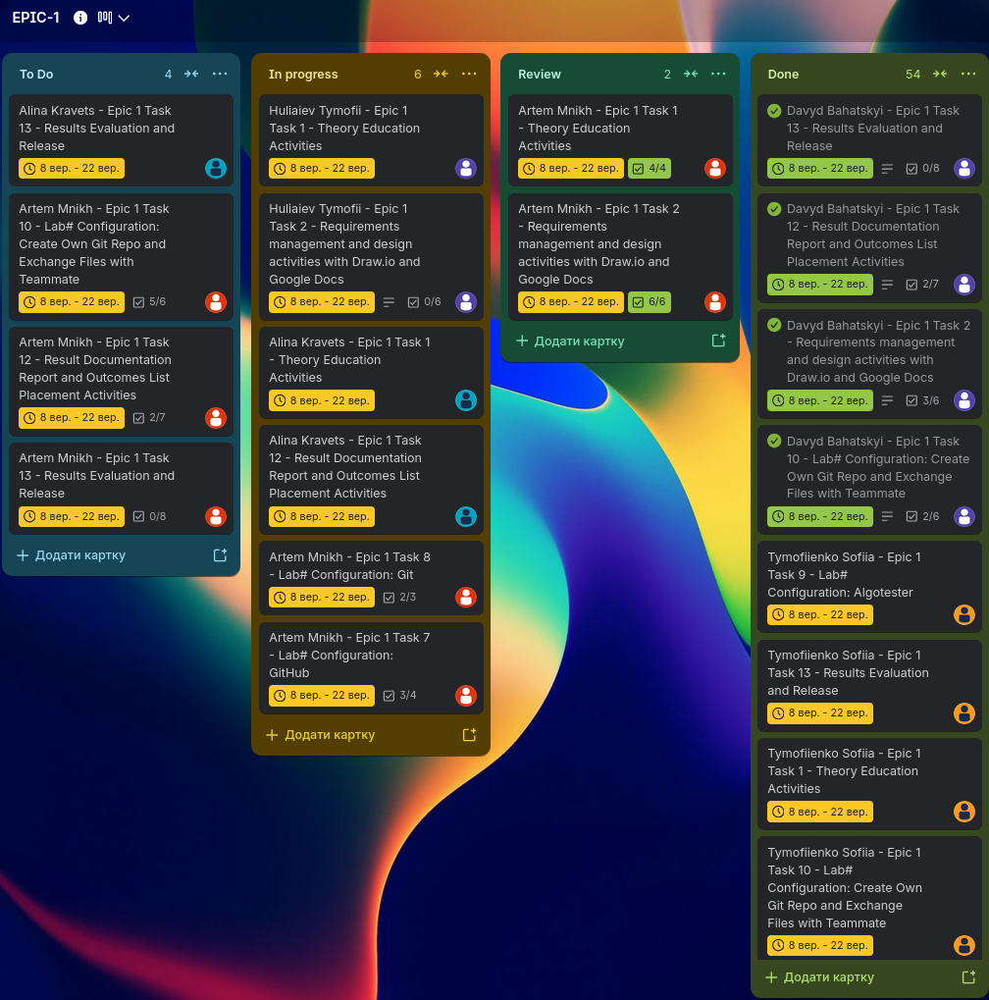 EPIC-1
To Do 4
Alina Kravets - Epic 1 Task
13 - Results Evaluation and
Release
8 вер. - 22 вер.
Artem Mnikh - Epic 1 Task
10 - Lab# Configuration:
Create Own Git Repo and
Exchange Files with
Teammate
8 вер. - 22 вер. 5/6
Artem Mnikh - Epic 1 Task
12 - Result Documentation
Report and Outcomes List
Placement Activities
8 вер. - 22 вер. 2/7
Artem Mnikh - Epic 1 Task
13 - Results Evaluation and
Release
8 вер. - 22 вер. 0/8
Додати картку
In progress 6
Huliaiev Tymofii - Epic 1
Task 1 - Theory Education
Activities
8 вер. - 22 вер.
Huliaiev Tymofii - Epic 1
Task 2 - Requirements
management and design
activities with Draw.io and
Google Docs
8 вер. - 22 вер. 0/6
Alina Kravets - Epic 1 Task 1
- Theory Education
Activities
8 вер. - 22 вер.
Alina Kravets - Epic 1 Task
12 - Result Documentation
Report and Outcomes List
Placement Activities
8 вер. - 22 вер.
Artem Mnikh - Epic 1 Task 8
- Lab# Configuration: Git
8 вер. - 22 вер. 2/3
Artem Mnikh - Epic 1 Task 7
- Lab# Configuration:
GitHub
8 вер. - 22 вер. 3/4
Додати картку
Review 2
Artem Mnikh - Epic 1 Task 1
- Theory Education
Activities
8 вер. - 22 вер. 4/4
Artem Mnikh - Epic 1 Task 2
- Requirements
management and design
activities with Draw.io and
Google Docs
8 вер. - 22 вер. 6/6
Додати картку
Done 54
Davyd Bahatskyi - Epic 1 Task
13 - Results Evaluation and
Release
8 вер. - 22 вер. 0/8
Davyd Bahatskyi - Epic 1 Task
12 - Result Documentation
Report and Outcomes List
Placement Activities
8 вер. - 22 вер. 2/7
Davyd Bahatskyi - Epic 1 Task 2
- Requirements management
and design activities with
Draw.io and Google Docs
8 вер. - 22 вер. 3/6
Davyd Bahatskyi - Epic 1 Task
10 - Lab# Configuration: Create
Own Git Repo and Exchange
Files with Teammate
8 вер. - 22 вер. 2/6
Tymofiienko Sofiia - Epic 1
Task 9 - Lab#
Configuration: Algotester
8 вер. - 22 вер.
Tymofiienko Sofiia - Epic 1
Task 13 - Results Evaluation
and Release
8 вер. - 22 вер.
Tymofiienko Sofiia - Epic 1
Task 1 - Theory Education
Activities
8 вер. - 22 вер.
Tymofiienko Sofiia - Epic 1
Task 10 - Lab#
Configuration: Create Own
Git Repo and Exchange
Files with Teammate
8 вер. - 22 вер.
Додати картку